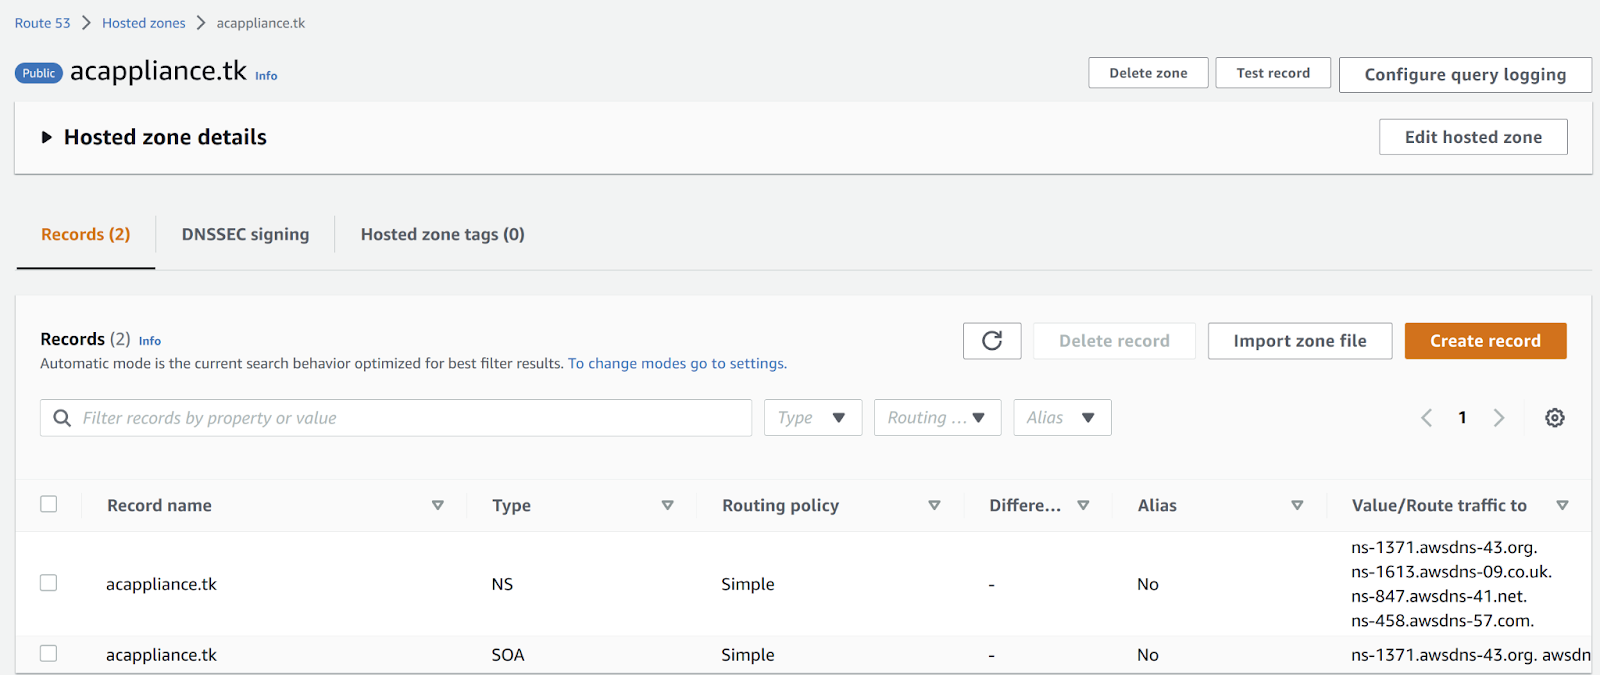 Route 53 > Hosted zones > acappliance.tk
Public acappliance.tk Info
Delete zone Test record Configure query logging
Hosted zone details
Edit hosted zone
Records (2) DNSSEC signing Hosted zone tags (0)
Records (2) Info
Automatic mode is the current search behavior optimized for best filter results. To change modes go to settings.
Delete record Import zone file Create record
Filter records by property or value Type Routing ... Alias 1
Record name Type Routing policy Differe... Alias Value/Route traffic to
ns-1371.awsdns-43.org.
ns-1613.awsdns-09.co.uk.
acappliance.tk NS Simple - No
ns-847.awsdns-41.net.
ns-458.awsdns-57.com.
acappliance.tk SOA Simple - No ns-1371.awsdns-43.org. awsdn